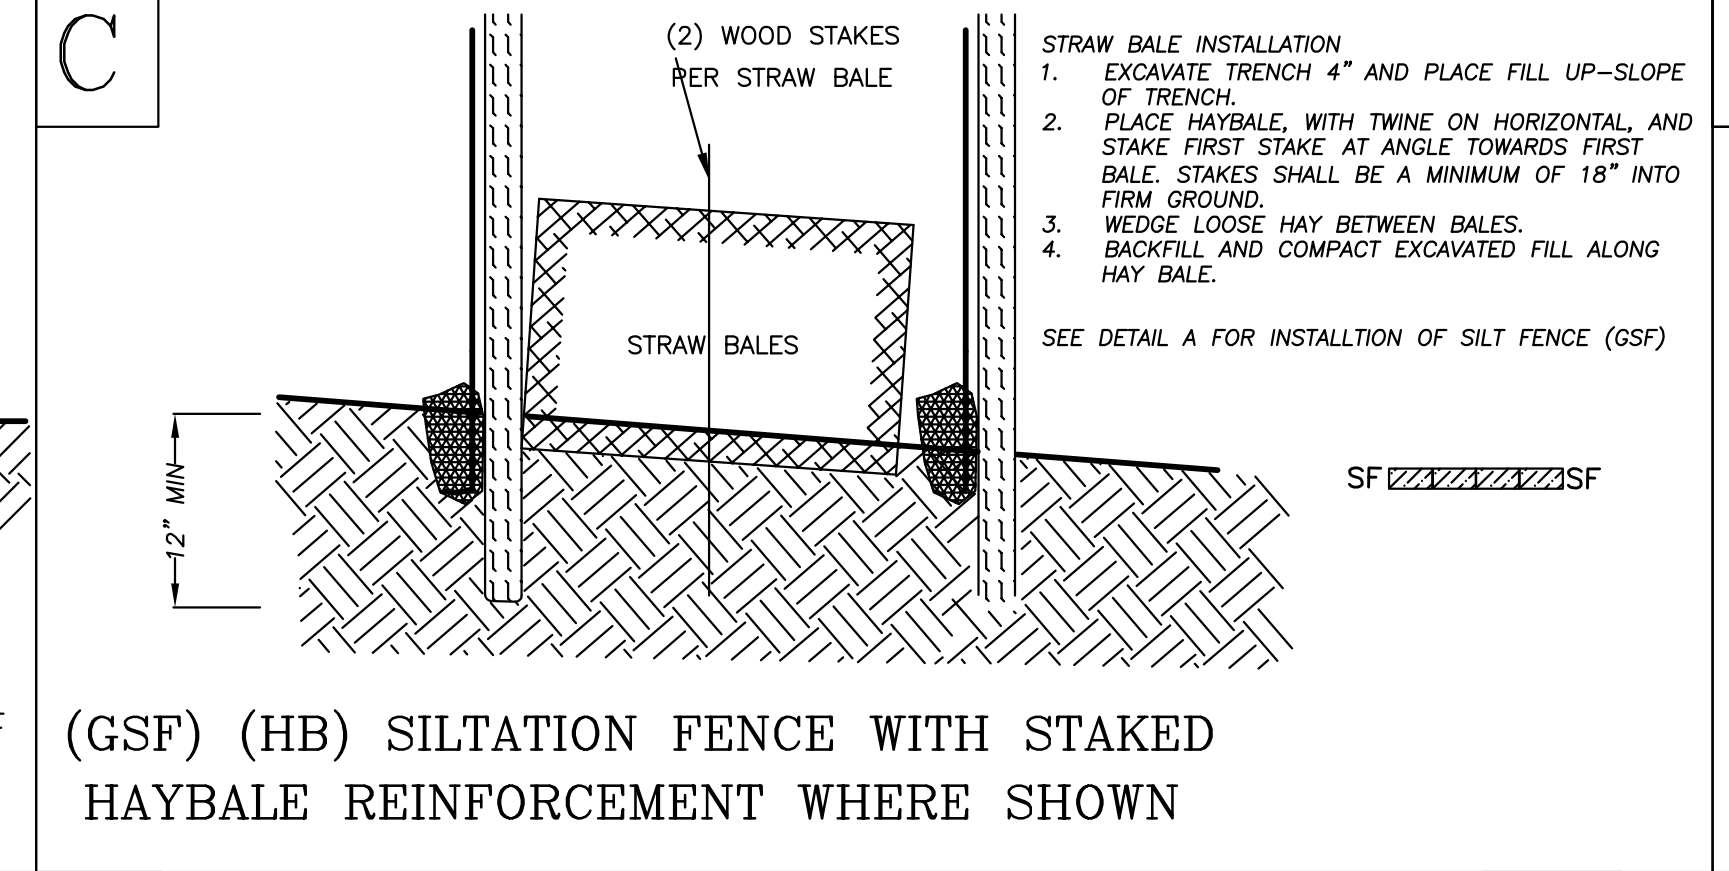 C
(2) WOOD STAKES
PER STRAW BALE
STRAW BALE INSTALLATION
1. EXCAVATE TRENCH 4" AND PLACE FILL UP-SLOPE
OF TRENCH.
2. PLACE HAYBALE, WITH TWINE ON HORIZONTAL, AND
STAKE FIRST STAKE AT ANGLE TOWARDS FIRST
BALE. STAKES SHALL BE A MINIMUM OF 18" INTO
FIRM GROUND.
3. WEDGE LOOSE HAY BETWEEN BALES.
4. BACKFILL AND COMPACT EXCAVATED FILL ALONG
HAY BALE.
SEE DETAIL A FOR INSTALLTION OF SILT FENCE (GSF)
STRAW BALES
12" MIN
SF SF
(GSF) (HB) SILTATION FENCE WITH STAKED
HAYBALE REINFORCEMENT WHERE SHOWN